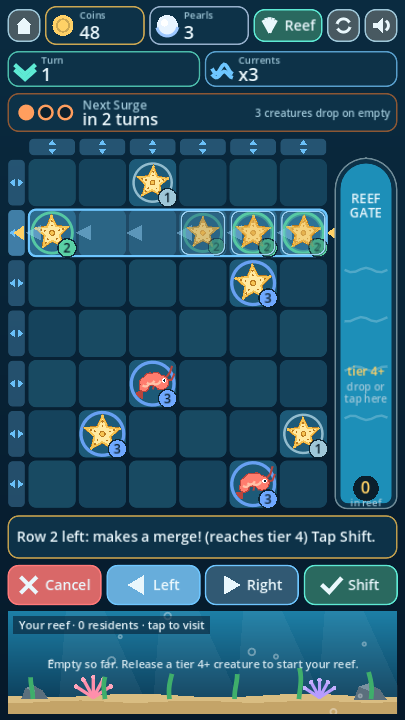 Coins
48
Pearls
3
Reef
Turn
1
Currents
x3
Next Surge
in 2 turns
3 creatures drop on empty
1
2
2
2
2
3
3
3
1
3
REEF
GATE
tier 4+
drop or
tap here
0
in reef
Row 2 left: makes a merge! (reaches tier 4) Tap Shift.
Cancel
Left
Right
Shift
Your reef · 0 residents · tap to visit
Empty so far. Release a tier 4+ creature to start your reef.